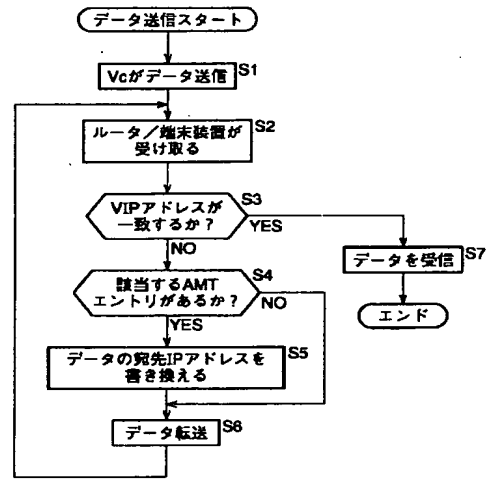 データ送信スタート
Vcがデータ送信
S1
ルータ／端末装置が
受け取る
S2
VIPアドレスが
一致するか？
S3
YES
NO
データを受信
S7
エンド
該当するAMT
エントリがあるか？
S4
NO
YES
データの宛先IPアドレスを
書き換える
S5
データ転送
S6